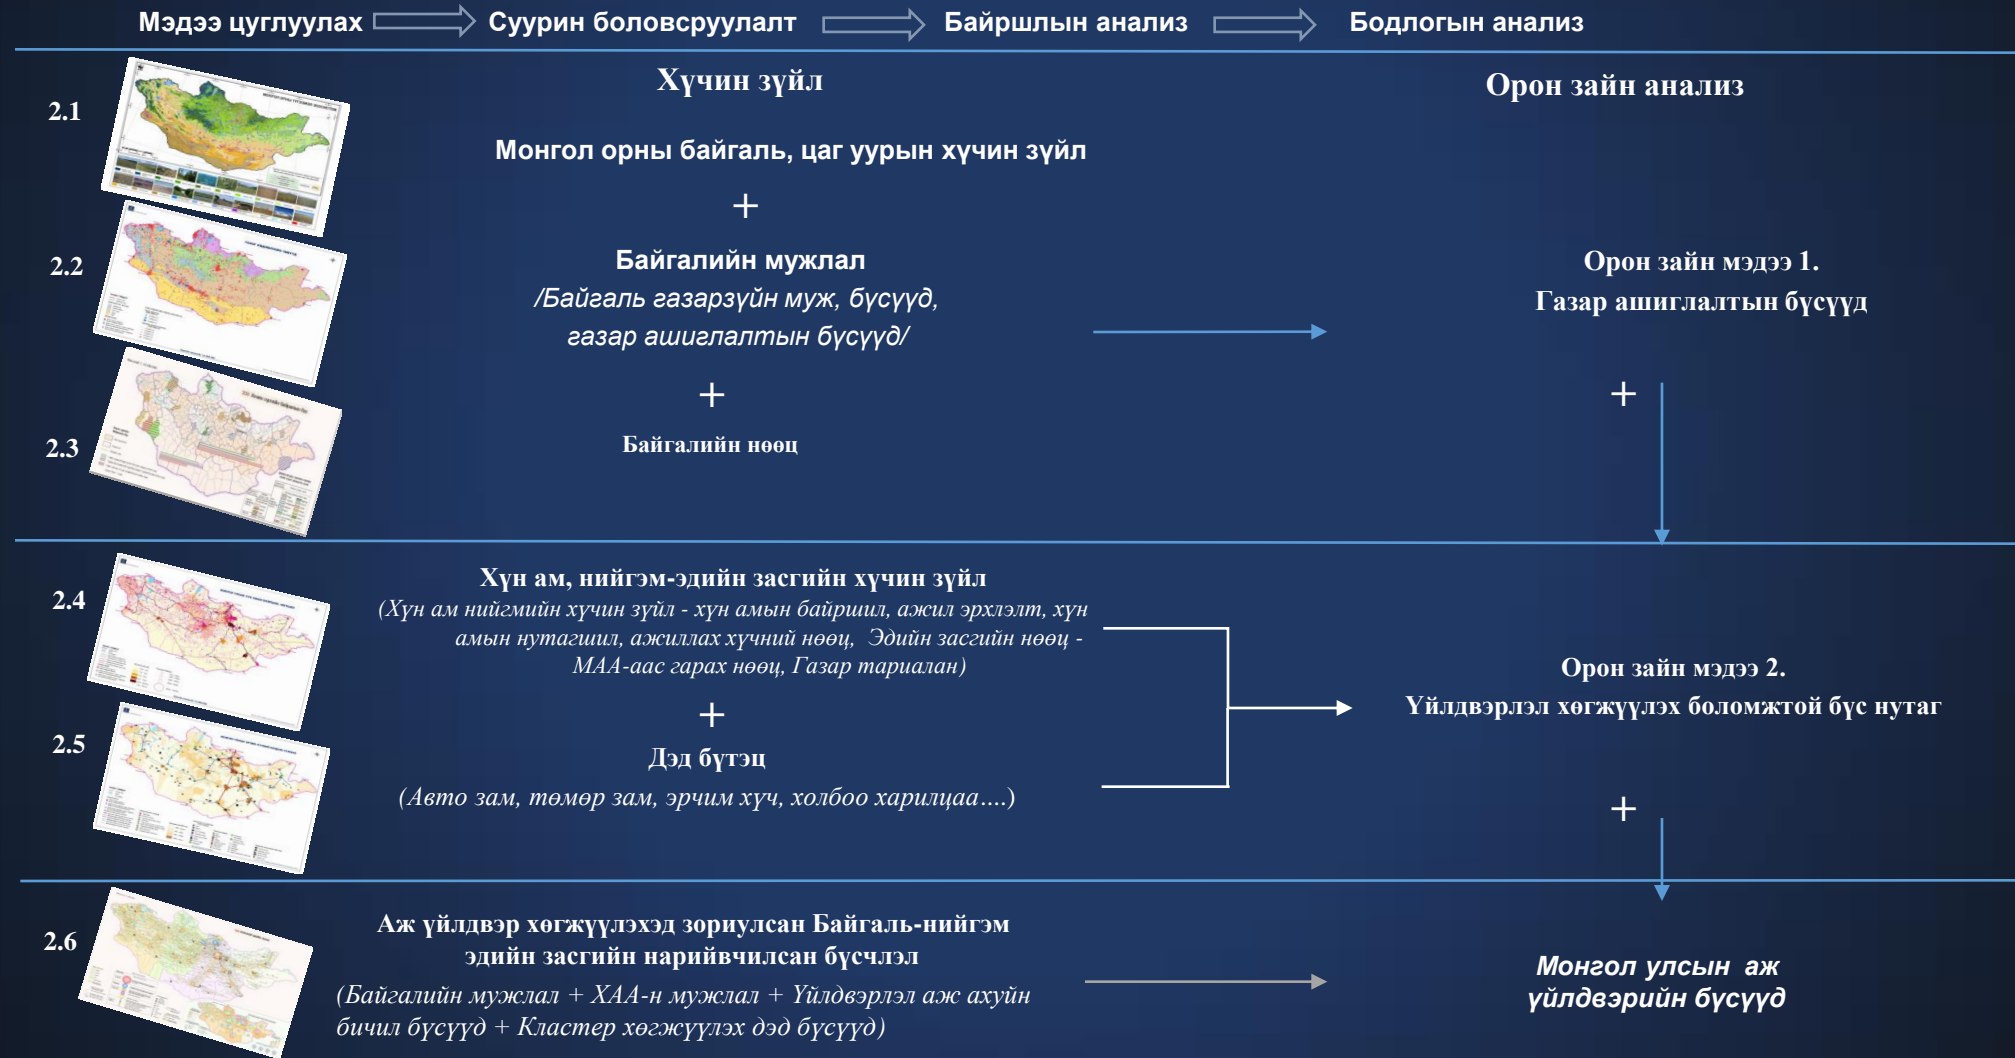 Мэдээ цуглуулах
Суурин боловсруулалт
Байршлын анализ
Бодлогын анализ
Хүчин зүйл
Орон зайн анализ
2.1
Монгол орны байгаль, цаг уурын хүчин зүйл
+
2.2
Байгалийн мужлал
/Байгаль газарзүйн муж, бүсүүд,
газар ашиглалтын бүсүүд/
Орон зайн мэдээ 1.
Газар ашиглалтын бүсүүд
+
+
2.3
Байгалийн нөөц
2.4
Хүн ам, нийгэм-эдийн засгийн хүчин зүйл
(Хүн ам нийгмийн хүчин зүйл - хүн амын байршил, ажил эрхлэлт, хүн
амын нутагшил, ажиллах хүчний нөөц, Эдийн засгийн нөөц -
МАА-аас гарах нөөц, Газар тариалан)
+
2.5
Дэд бүтэц
(Авто зам, төмөр зам, эрчим хүч, холбоо харилцаа....)
Орон зайн мэдээ 2.
Үйлдвэрлэл хөгжүүлэх боломжтой бүс нутаг
+
2.6
Аж үйлдвэр хөгжүүлэхэд зориулсан Байгаль-нийгэм
эдийн засгийн нарийвчилсан бүсчлэл
(Байгалийн мужлал + ХАА-н мужлал + Үйлдвэрлэл аж ахуйн
бичил бүсүүд + Кластер хөгжүүлэх дэд бүсүүд)
Монгол улсын аж
үйлдвэрийн бүсүүд